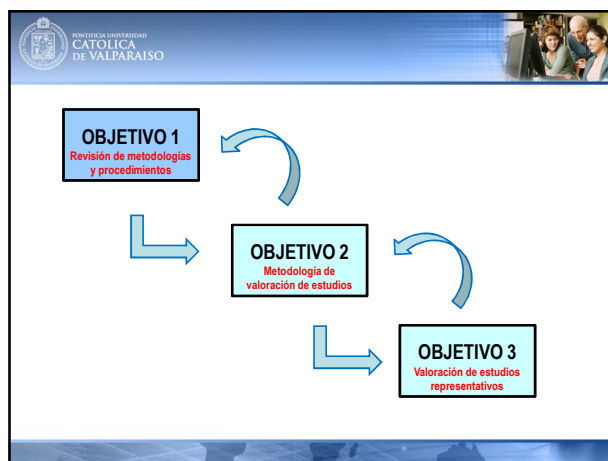 PONTIFICIA UNIVERSIDAD
CATOLICA
DE VALPARAISO
OBJETIVO 1
Revisión de metodologías
y procedimientos
OBJETIVO 2
Metodología de
valoración de estudios
OBJETIVO 3
Valoración de estudios
representativos